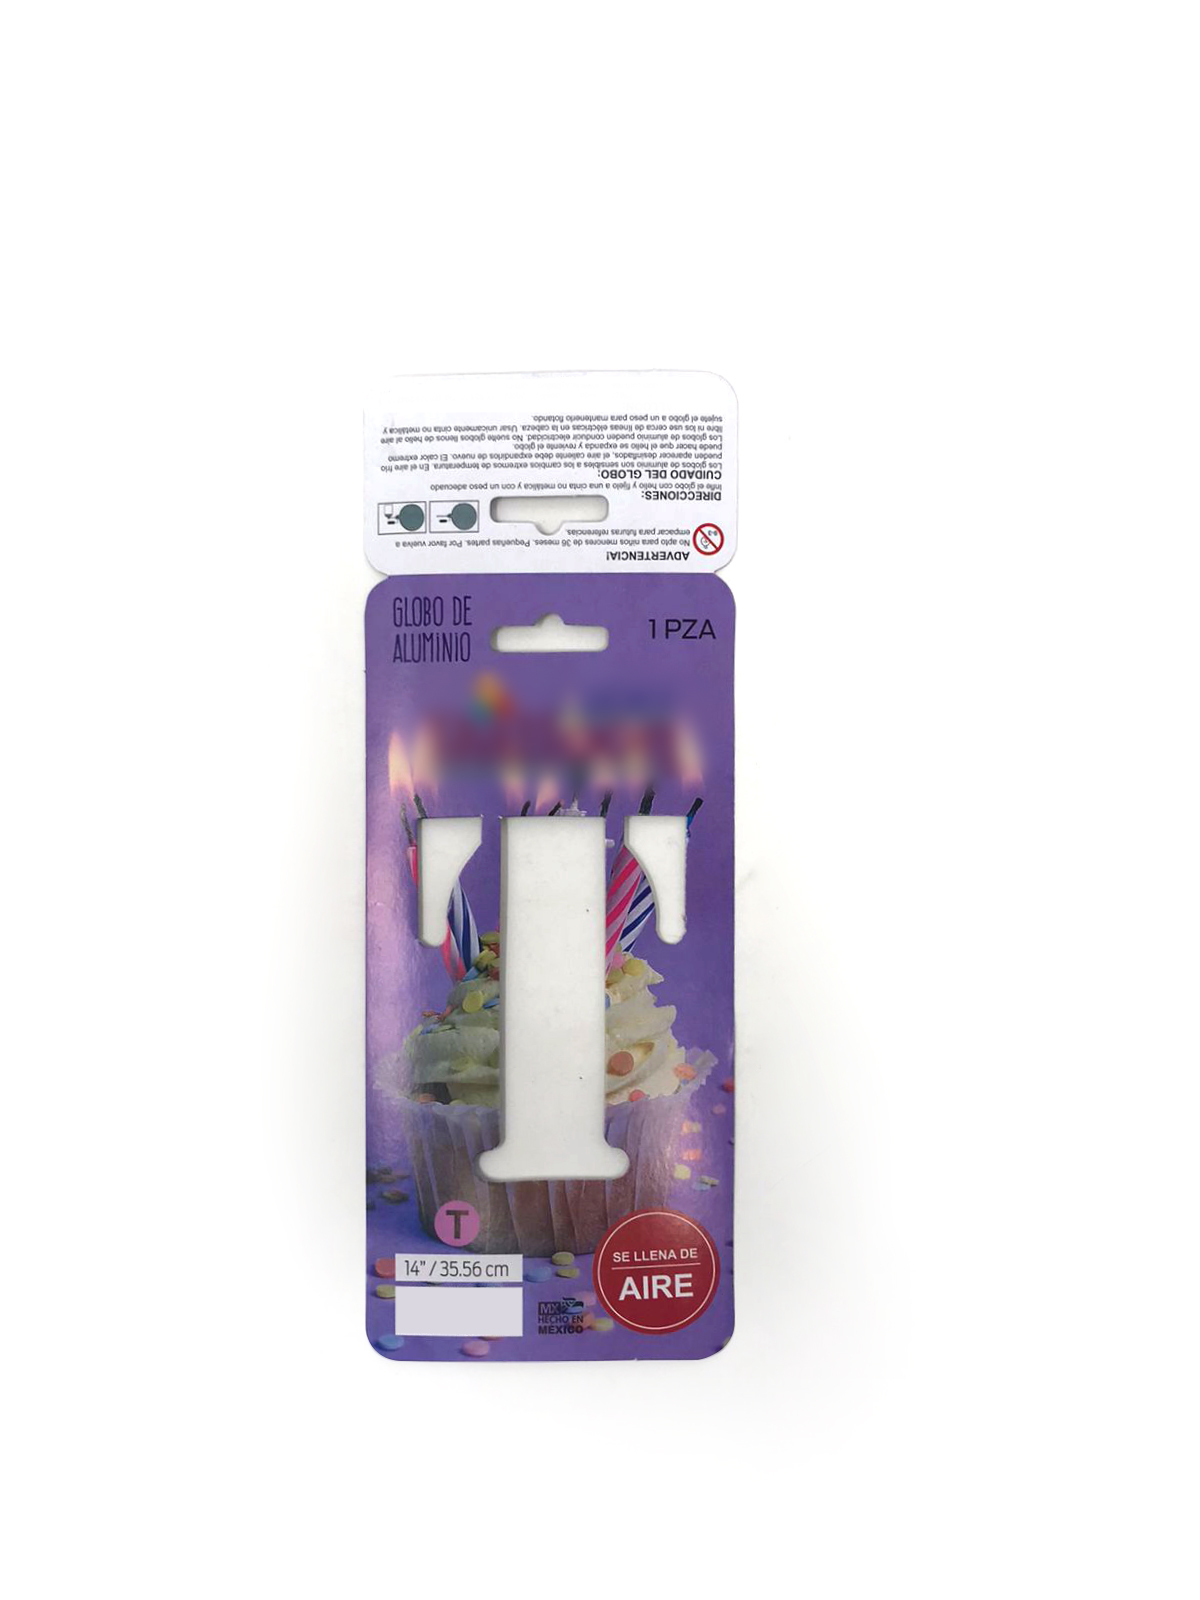 ADVERTENCIA!
No apto para niños menores de 36 meses. Pequeñas partes. Por favor vuelva a
empacar para futuras referencias.
0-3
DIRECCIONES:
Infle el globo con helio y fijelo a una cinta no metálica y con un peso adecuado
CUIDADO DEL GLOBO:
Los globos de aluminio son sensibles a los cambios extremos de temperatura. En el aire frio
pueden aparecer desinflados, el aire caliente debe expandirlos de nuevo. El calor extremo
puede hacer que el helio se expanda y reviente el globo.
Los globos de aluminio pueden conducir electricidad. No suelte globos llenos de helio al aire
libre ni los use cerca de líneas eléctricas en la cabeza. Usar unicamente cinta no metálica y
sujete el globo a un peso para mantenerlo flotando.
GLOBO DE
ALUMINIO
1 PZA
T
14" / 35.56 cm
MX
HECHO EN
MÉXICO
SE LLENA DE
AIRE